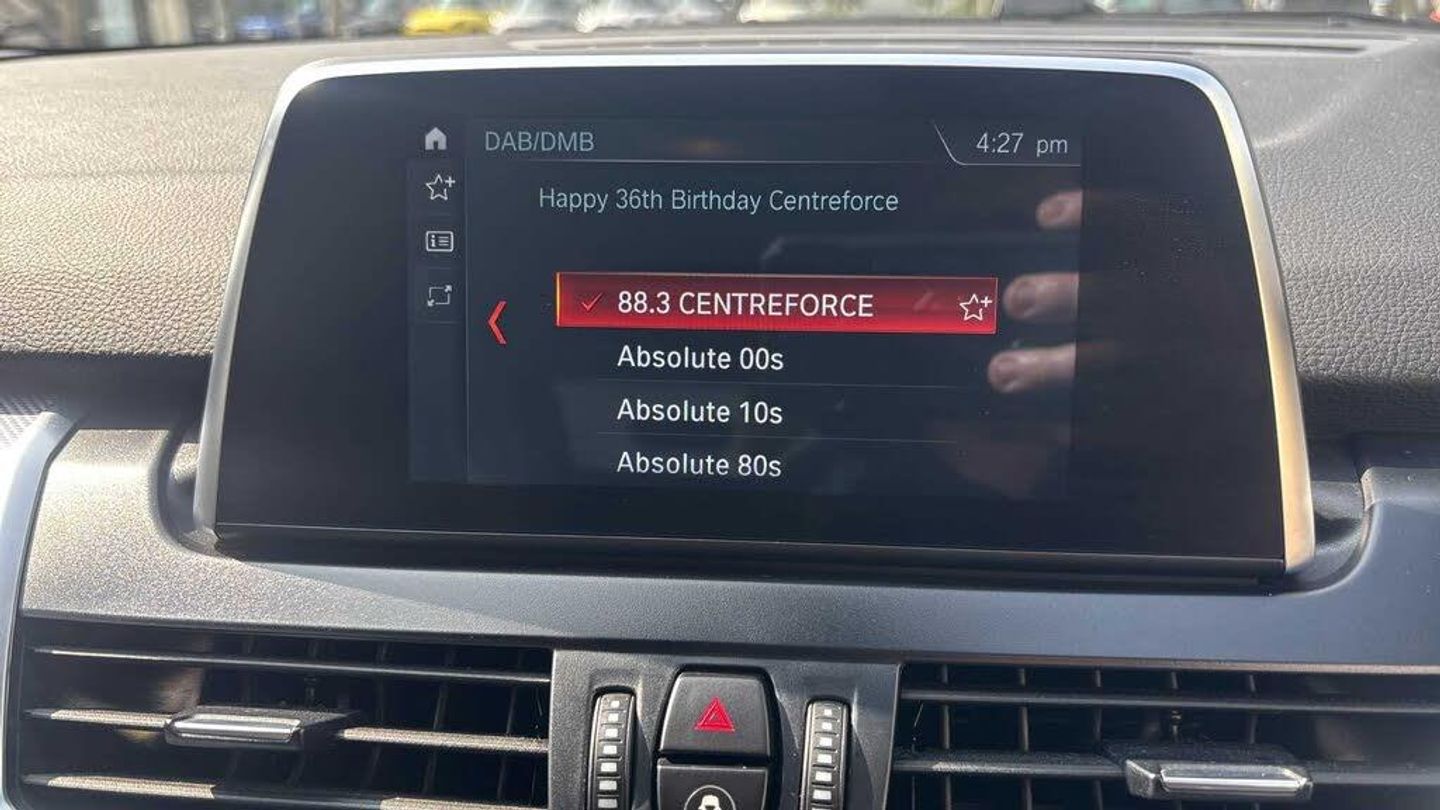 DAB/DMB
4:27 pm
Happy 36th Birthday Centreforce
88.3 CENTREFORCE
Absolute 00s
Absolute 10s
Absolute 80s